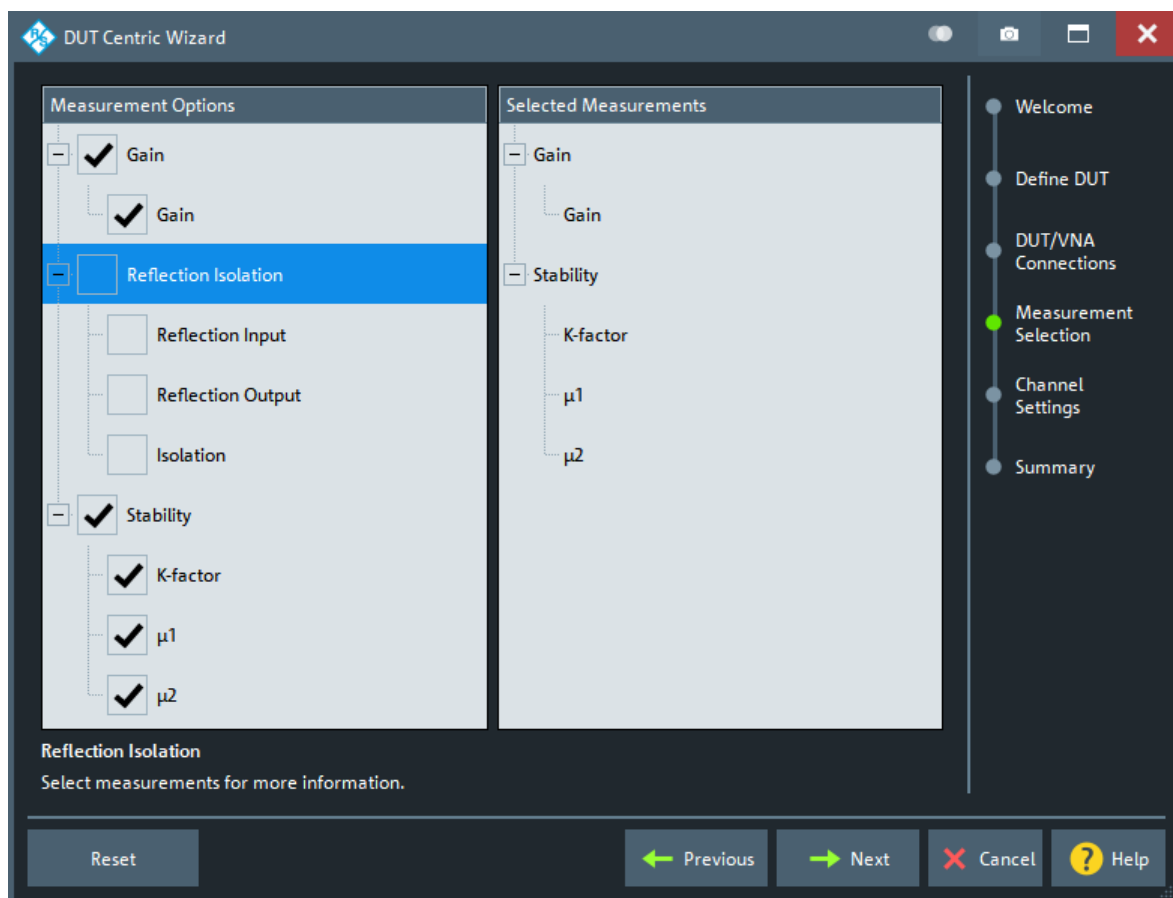 DUT Centric Wizard
Measurement Options
Gain
Gain
Reflection Isolation
Reflection Input
Reflection Output
Isolation
Stability
K-factor
µ1
µ2
Selected Measurements
Gain
Gain
Stability
K-factor
µ1
µ2
Welcome
Define DUT
DUT/VNA
Connections
Measurement
Selection
Channel
Settings
Summary
Reflection Isolation
Select measurements for more information.
Reset
Previous
Next
Cancel
? Help